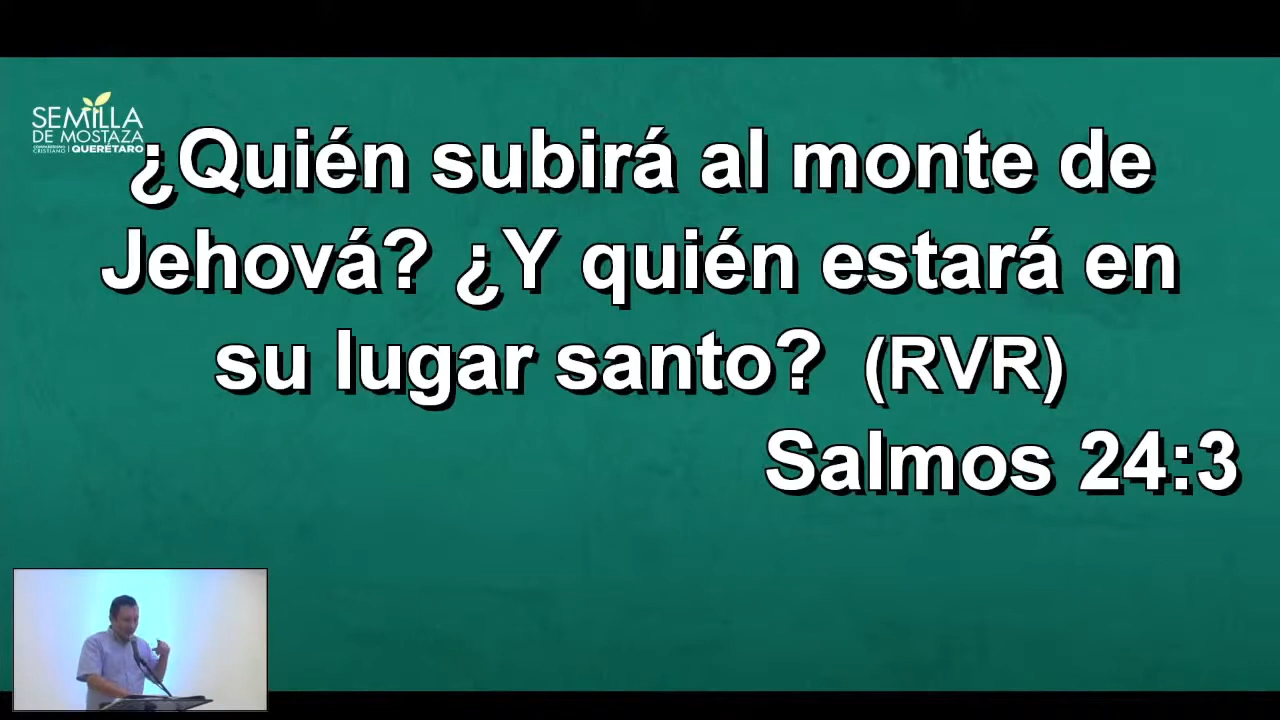 SEMILLA
DE MOSTAZA
CRISTIANO | QUERÉTARO
¿Quién subirá al monte de
Jehová? ¿Y quién estará en
su lugar santo? (RVR)
Salmos 24:3